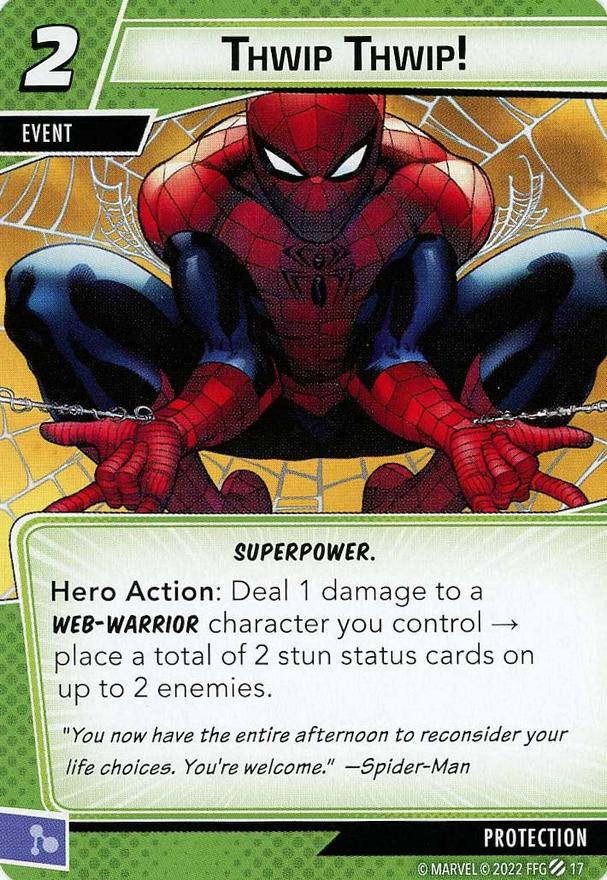 2
THWIP THWIP!
EVENT
SUPERPOWER.
Hero Action: Deal 1 damage to a
WEB-WARRIOR character you control →
place a total of 2 stun status cards on
up to 2 enemies.
"You now have the entire afternoon to reconsider your
life choices. You're welcome." —Spider-Man
PROTECTION
© MARVEL © 2022 FFG 17